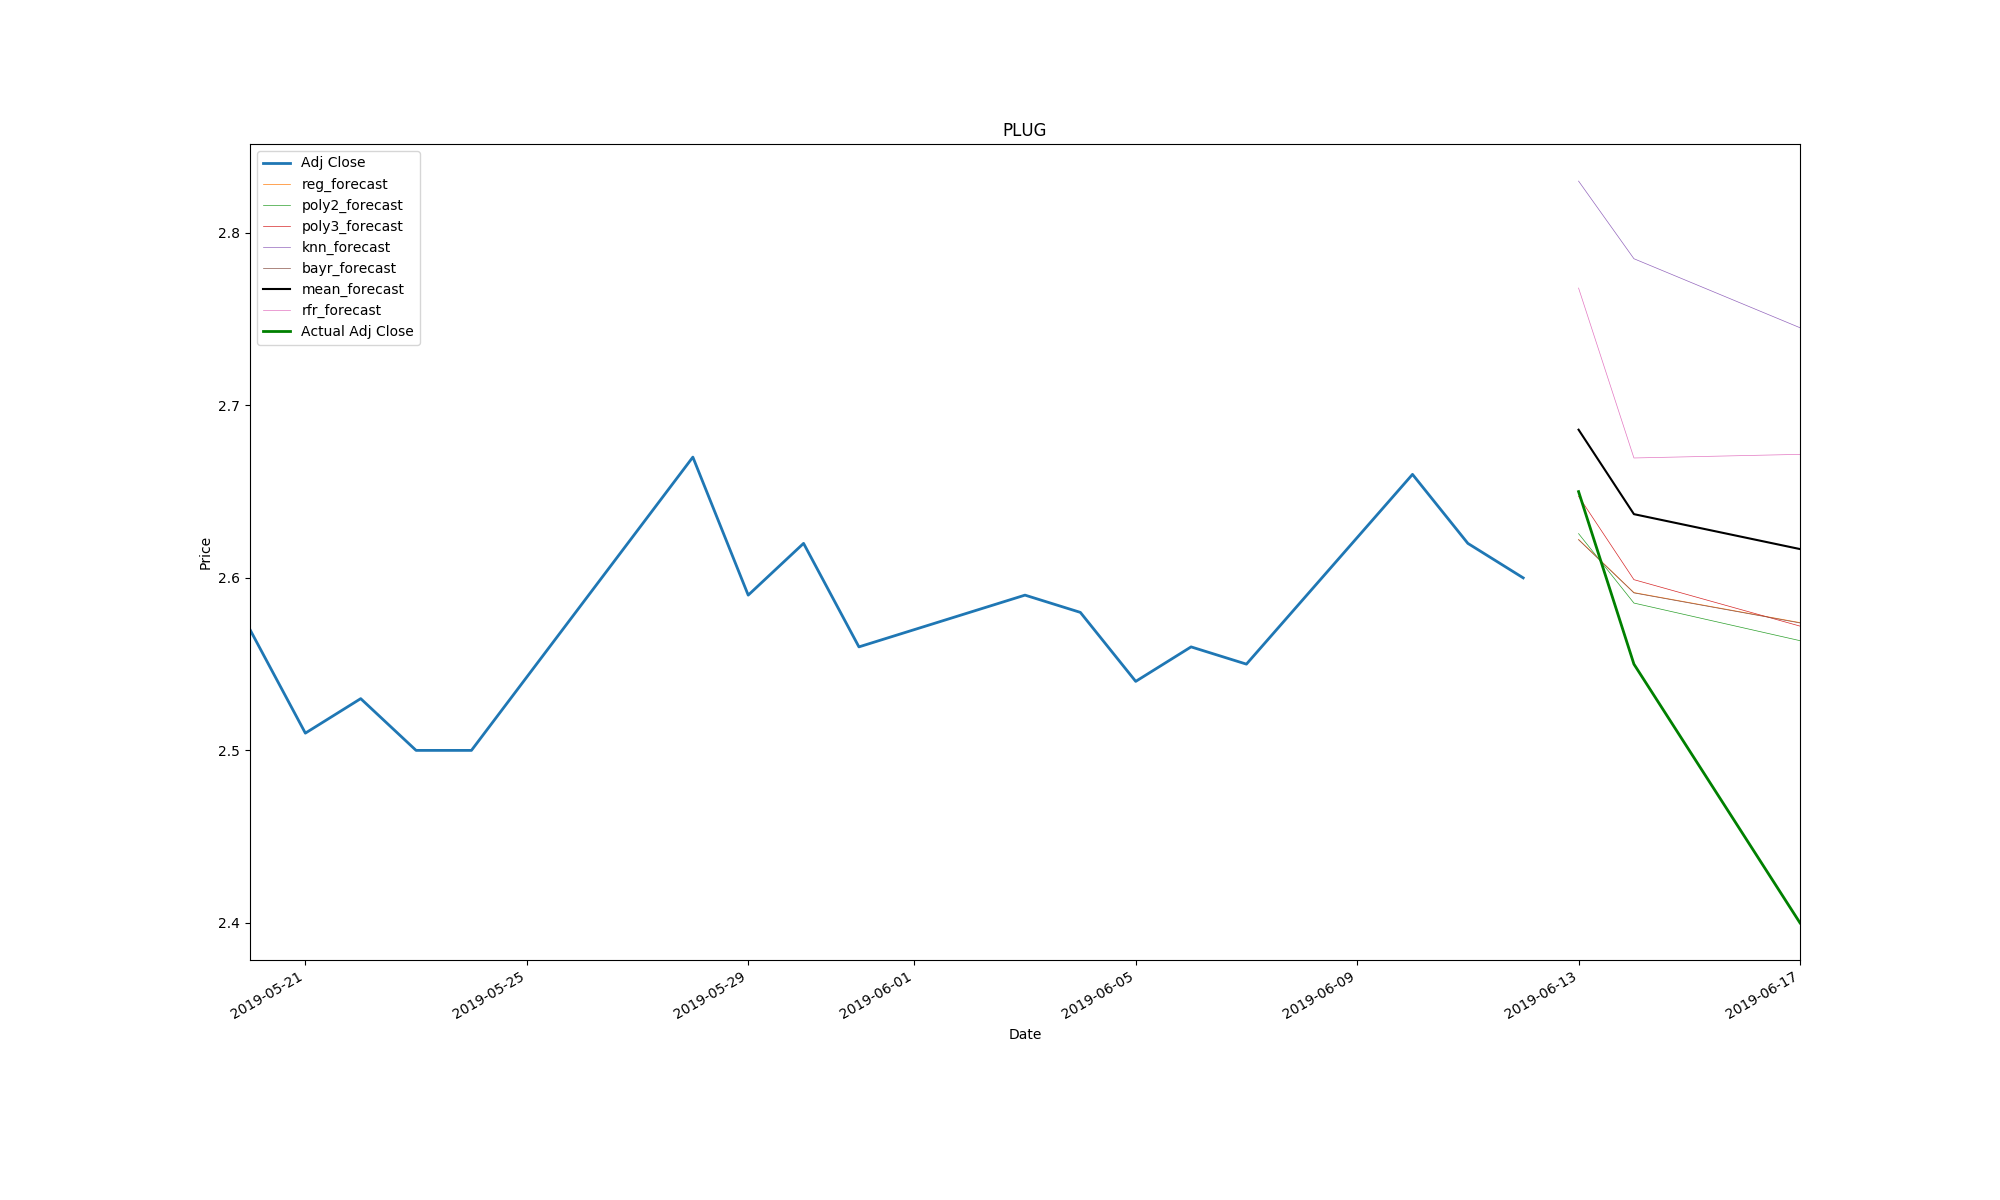 PLUG
Adj Close
reg_forecast
poly2_forecast
poly3_forecast
knn_forecast
bayr_forecast
mean_forecast
rfr_forecast
Actual Adj Close
2.8
2.7
2.6
2.5
2.4
Price
2019-05-21
2019-05-25
2019-05-29
2019-06-01
2019-06-05
2019-06-09
2019-06-13
2019-06-17
Date